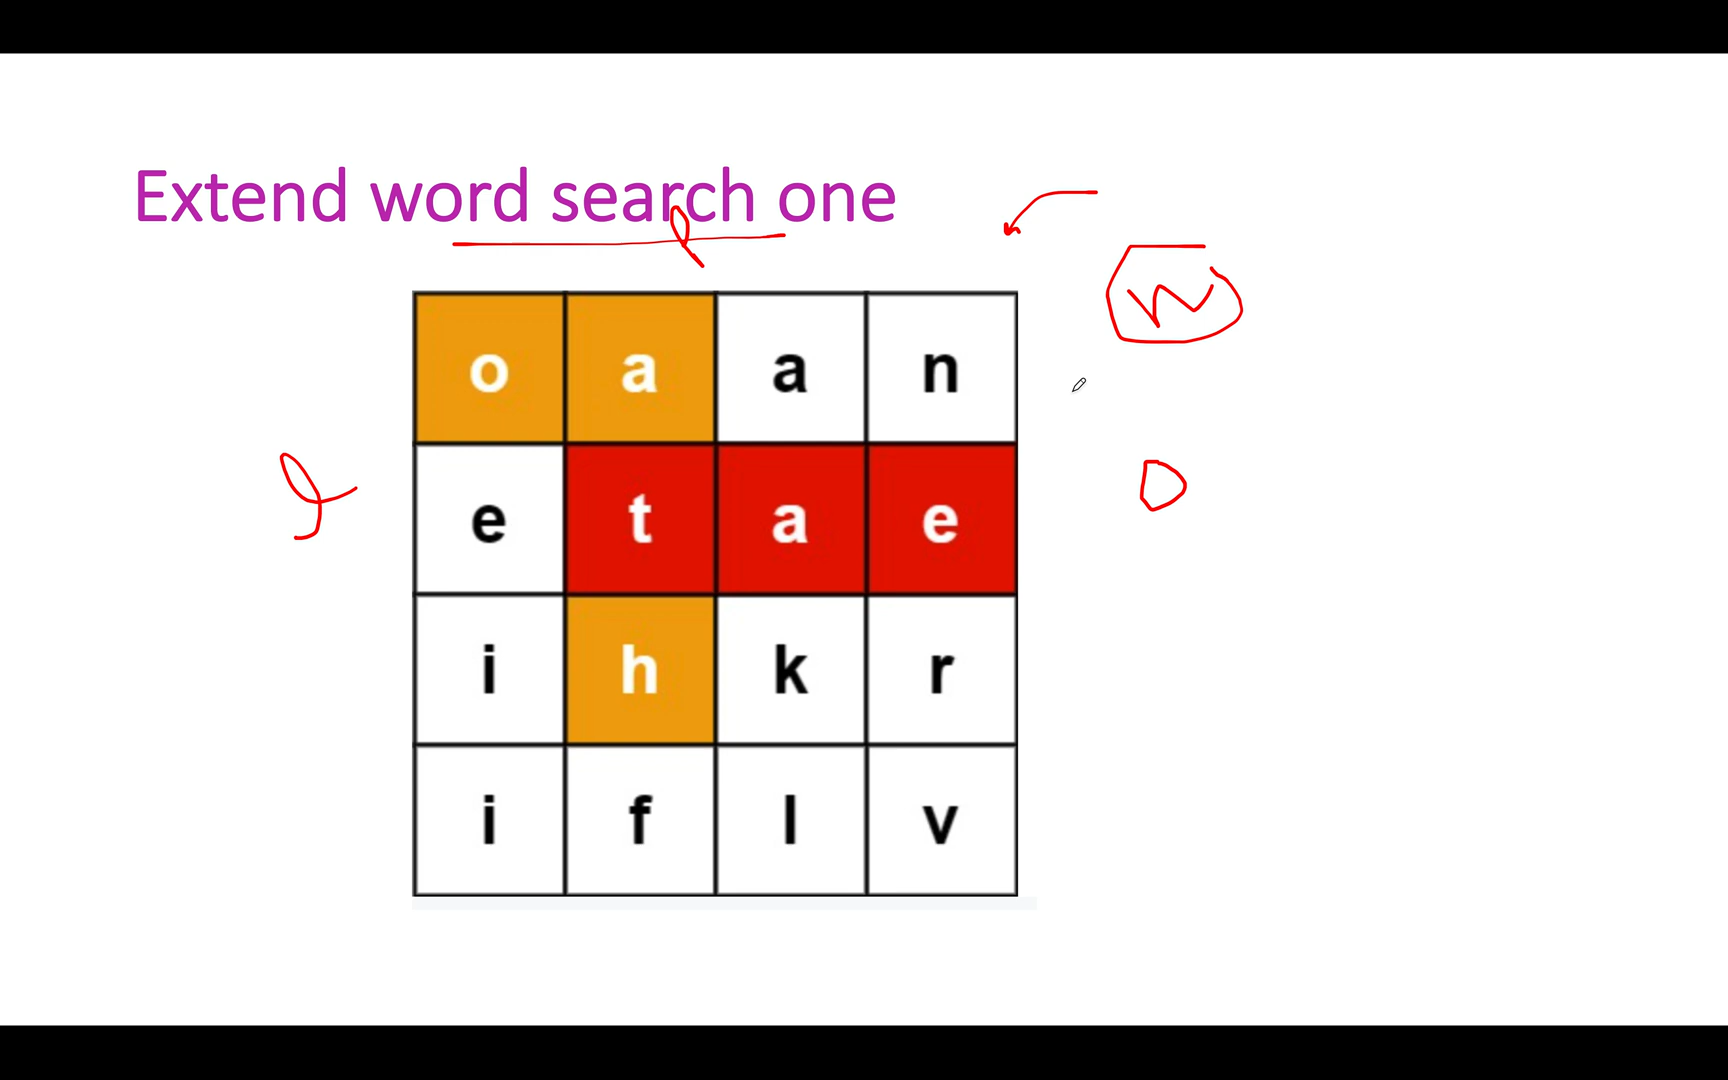 Extend word search one
l
W
o a a n
e t a e
l
O
i h k r
i f l v